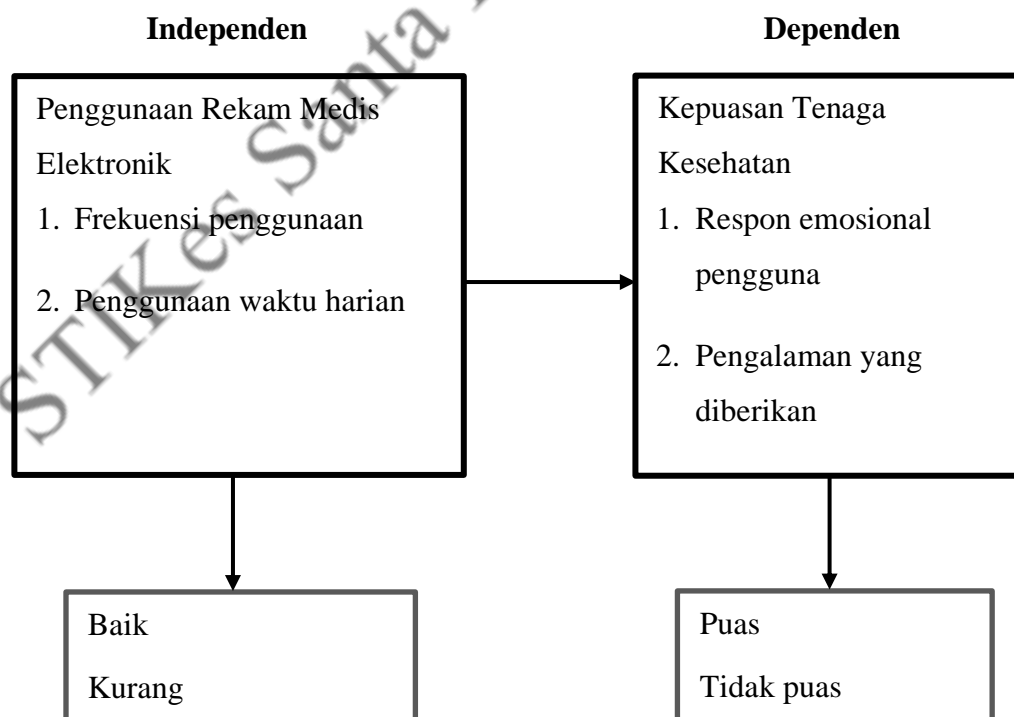 Independen
Dependen
Penggunaan Rekam Medis
Elektronik
1. Frekuensi penggunaan
2. Penggunaan waktu harian
Kepuasan Tenaga
Kesehatan
1. Respon emosional
pengguna
2. Pengalaman yang
diberikan
Baik
Kurang
Puas
Tidak puas
STIKes Santa